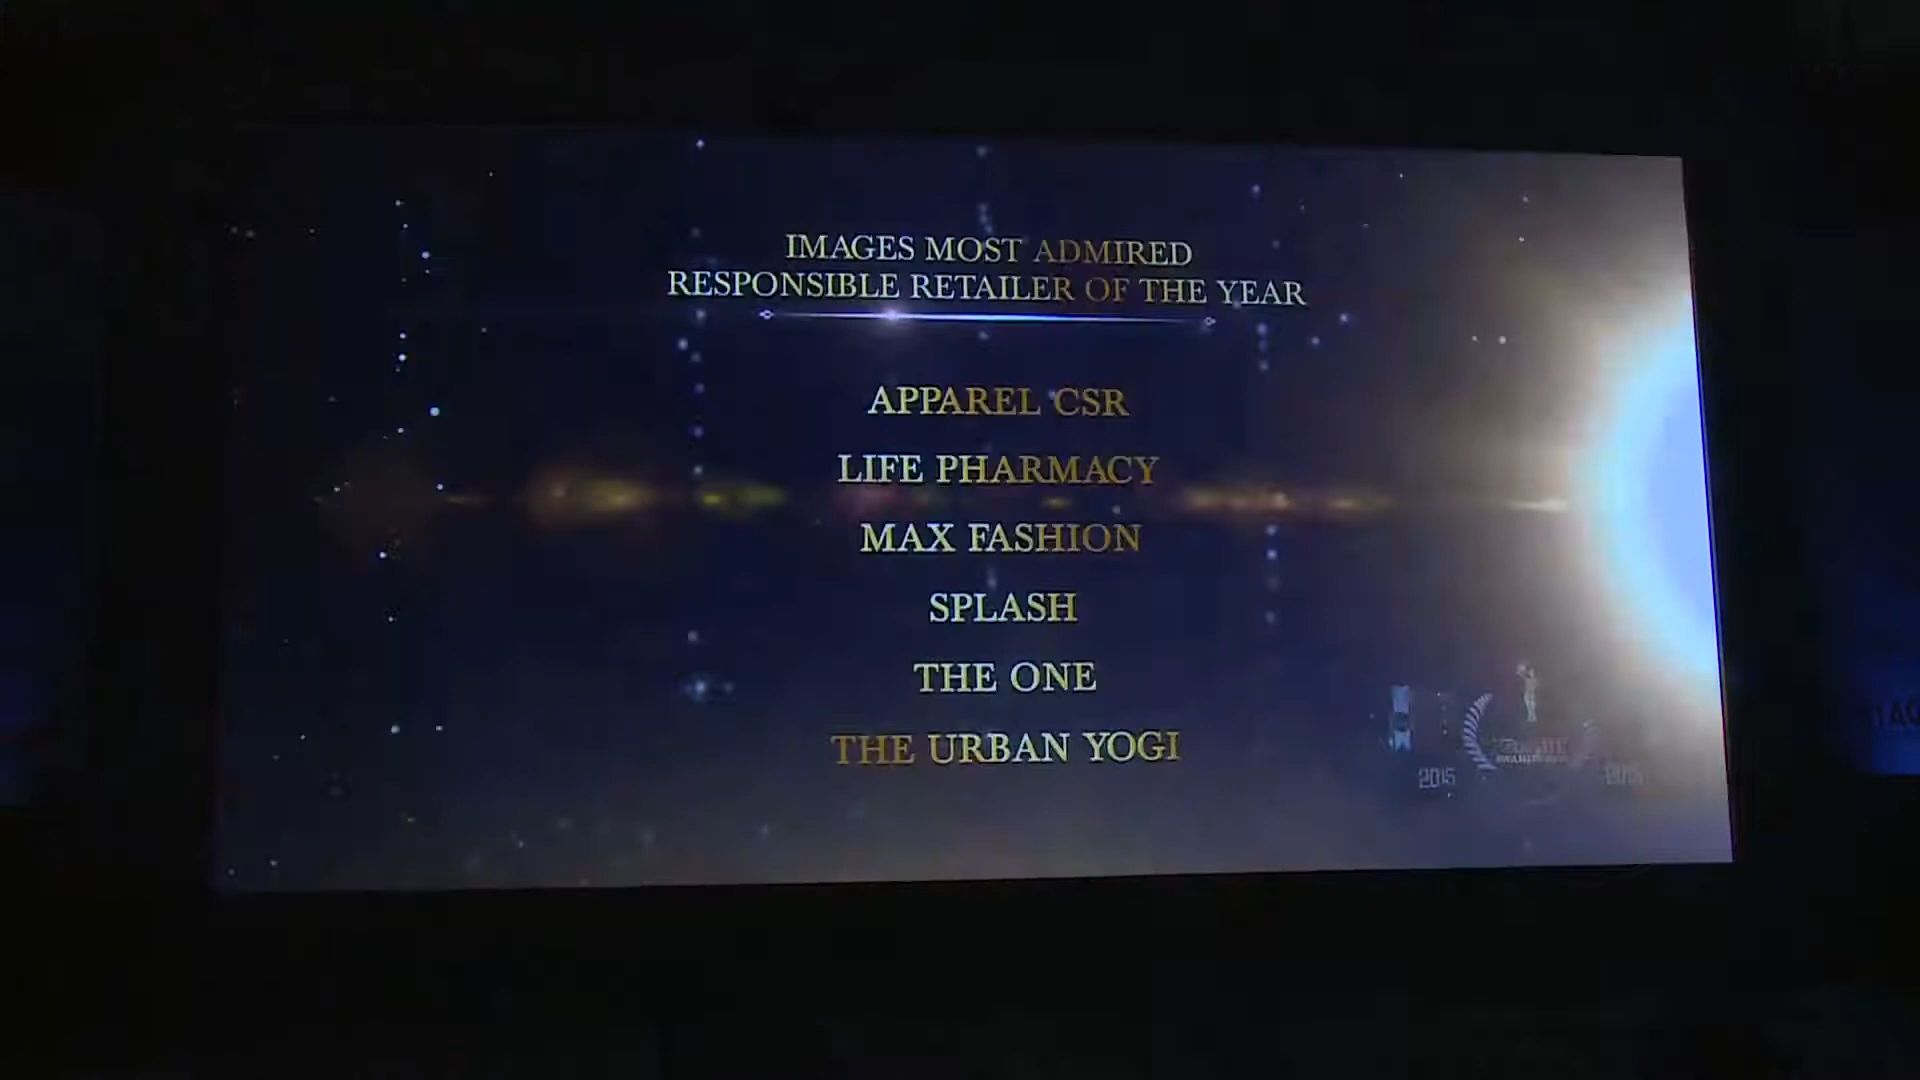 IMAGES MOST ADMIRED
RESPONSIBLE RETAILER OF THE YEAR
APPAREL CSR
LIFE PHARMACY
MAX FASHION
SPLASH
THE ONE
THE URBAN YOGI
2015